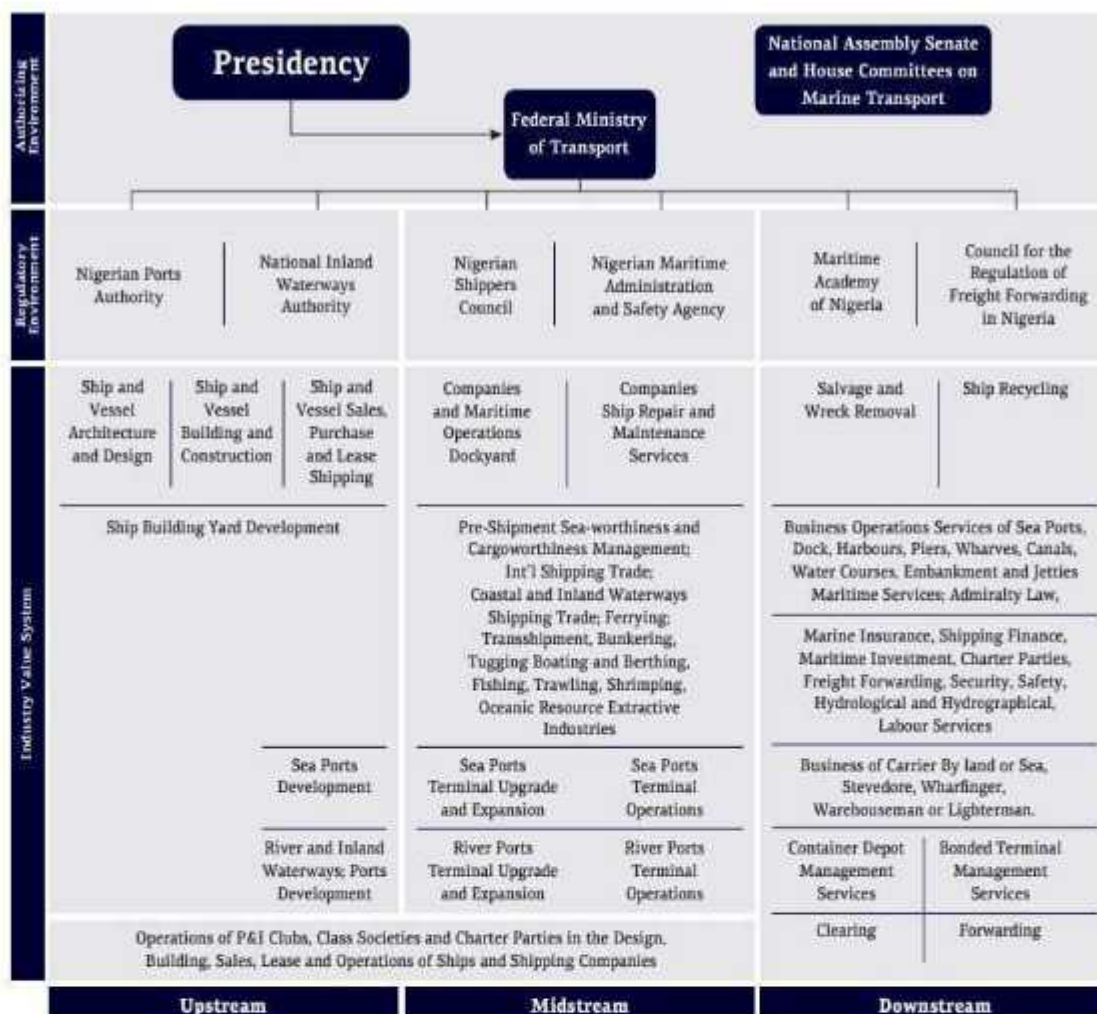 Authorizing
Environment
Presidency
National Assembly Senate
and House Committees on
Marine Transport
Federal Ministry
of Transport
Regulatory
Environment
Nigerian Ports
Authority
National Inland
Waterways
Authority
Nigerian
Shippers
Council
Nigerian Maritime
Administration
and Safety Agency
Maritime
Academy
of Nigeria
Council for the
Regulation of
Freight Forwarding
in Nigeria
Industry Value System
Ship and
Vessel
Architecture
and Design
Ship and
Vessel
Building and
Construction
Ship and
Vessel Sales,
Purchase
and Lease
Shipping
Companies
and Maritime
Operations
Dockyard
Companies
Ship Repair and
Maintenance
Services
Salvage and
Wreck Removal
Ship Recycling
Ship Building Yard Development
Pre-Shipment Sea-worthiness and
Cargoworthiness Management;
Int'l Shipping Trade;
Coastal and Inland Waterways
Shipping Trade; Ferrying;
Transshipment, Bunkering,
Tugging Boating and Berthing,
Fishing, Trawling, Shrimping,
Oceanic Resource Extractive
Industries
Business Operations Services of Sea Ports,
Dock, Harbours, Piers, Wharves, Canals,
Water Courses, Embankment and Jetties
Maritime Services; Admiralty Law,
Marine Insurance, Shipping Finance,
Maritime Investment, Charter Parties,
Freight Forwarding, Security, Safety,
Hydrological and Hydrographical,
Labour Services
Sea Ports
Development
Sea Ports
Terminal Upgrade
and Expansion
Sea Ports
Terminal
Operations
Business of Carrier By land or Sea,
Stevedore, Wharfinger,
Warehouseman or Lighterman.
River and Inland
Waterways; Ports
Development
River Ports
Terminal Upgrade
and Expansion
River Ports
Terminal
Operations
Container Depot
Management
Services
Bonded Terminal
Management
Services
Clearing
Forwarding
Operations of P&I Clubs, Class Societies and Charter Parties in the Design,
Building, Sales, Lease and Operations of Ships and Shipping Companies
Upstream
Midstream
Downstream